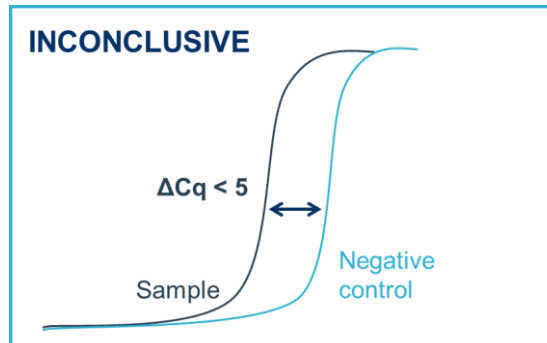 INCONCLUSIVE
ΔCq < 5
Sample
Negative
control